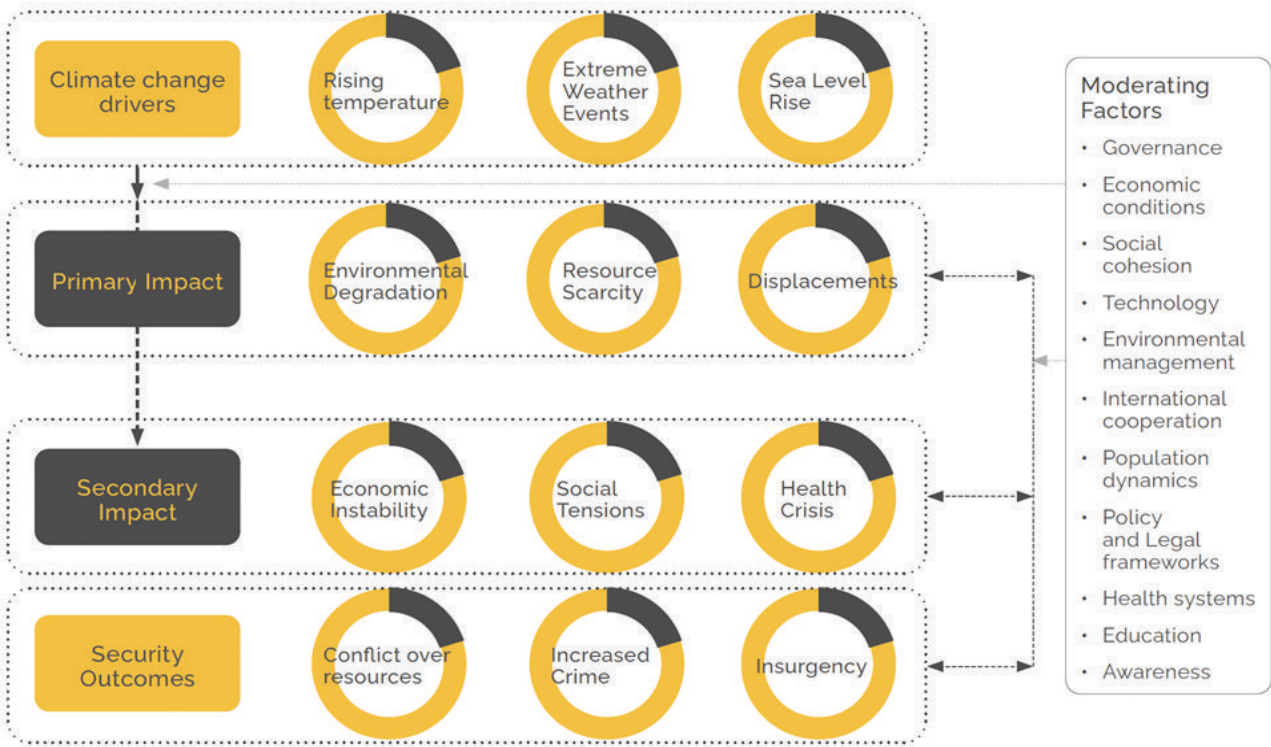 Climate change
drivers
Rising
temperature
Extreme
Weather
Events
Sea Level
Rise
Primary Impact
Environmental
Degradation
Resource
Scarcity
Displacements
Secondary
Impact
Economic
Instability
Social
Tensions
Health
Crisis
Security
Outcomes
Conflict over
resources
Increased
Crime
Insurgency
Moderating
Factors
• Governance
• Economic
conditions
• Social
cohesion
• Technology
• Environmental
management
• International
cooperation
• Population
dynamics
• Policy
and Legal
frameworks
• Health systems
• Education
• Awareness